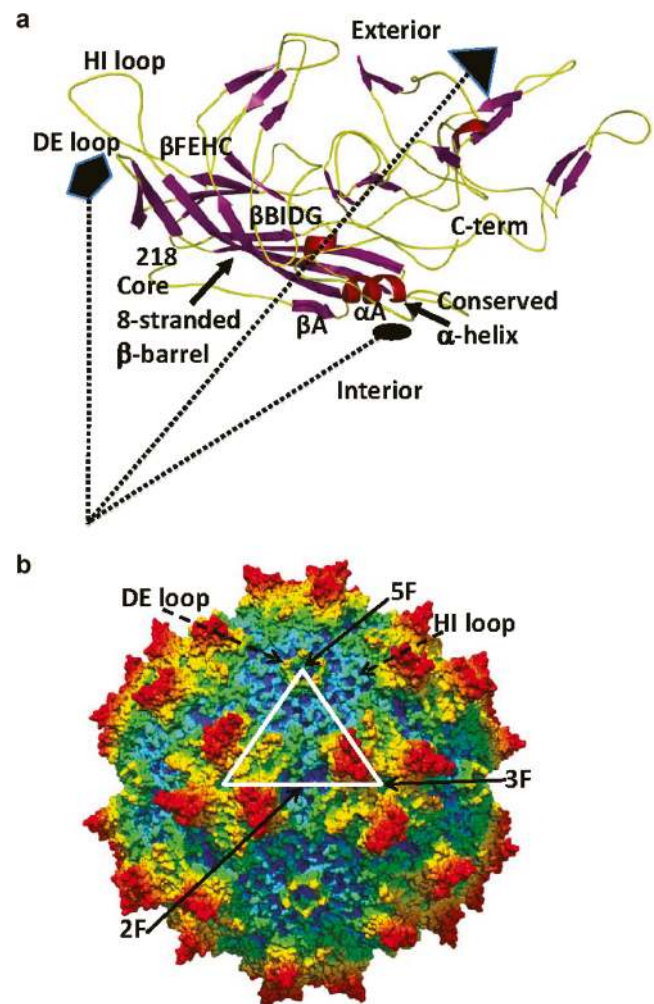 a
Exterior
HI loop
DE loop
βFEHC
βBIDG
C-term
218
Core
8-stranded
β-barrel
βA
αA
Conserved
α-helix
Interior
b
DE loop
5F
HI loop
3F
2F